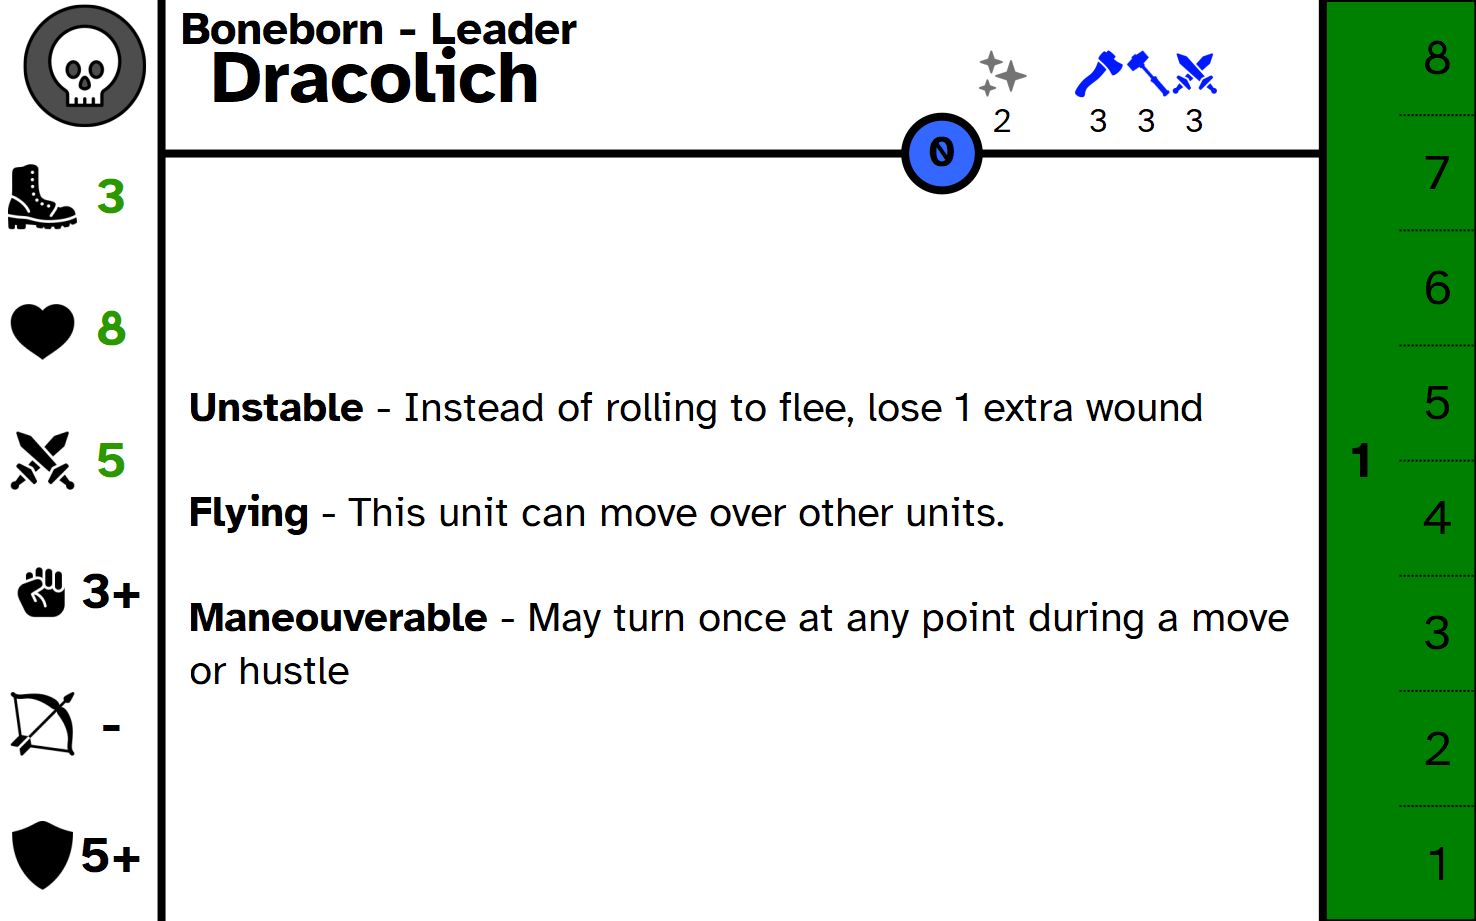 Boneborn - Leader
Dracolich
2 3 3 3
0
3
8
5
3+
-
5+
Unstable - Instead of rolling to flee, lose 1 extra wound
Flying - This unit can move over other units.
Maneouverable - May turn once at any point during a move
or hustle
1
8
7
6
5
4
3
2
1